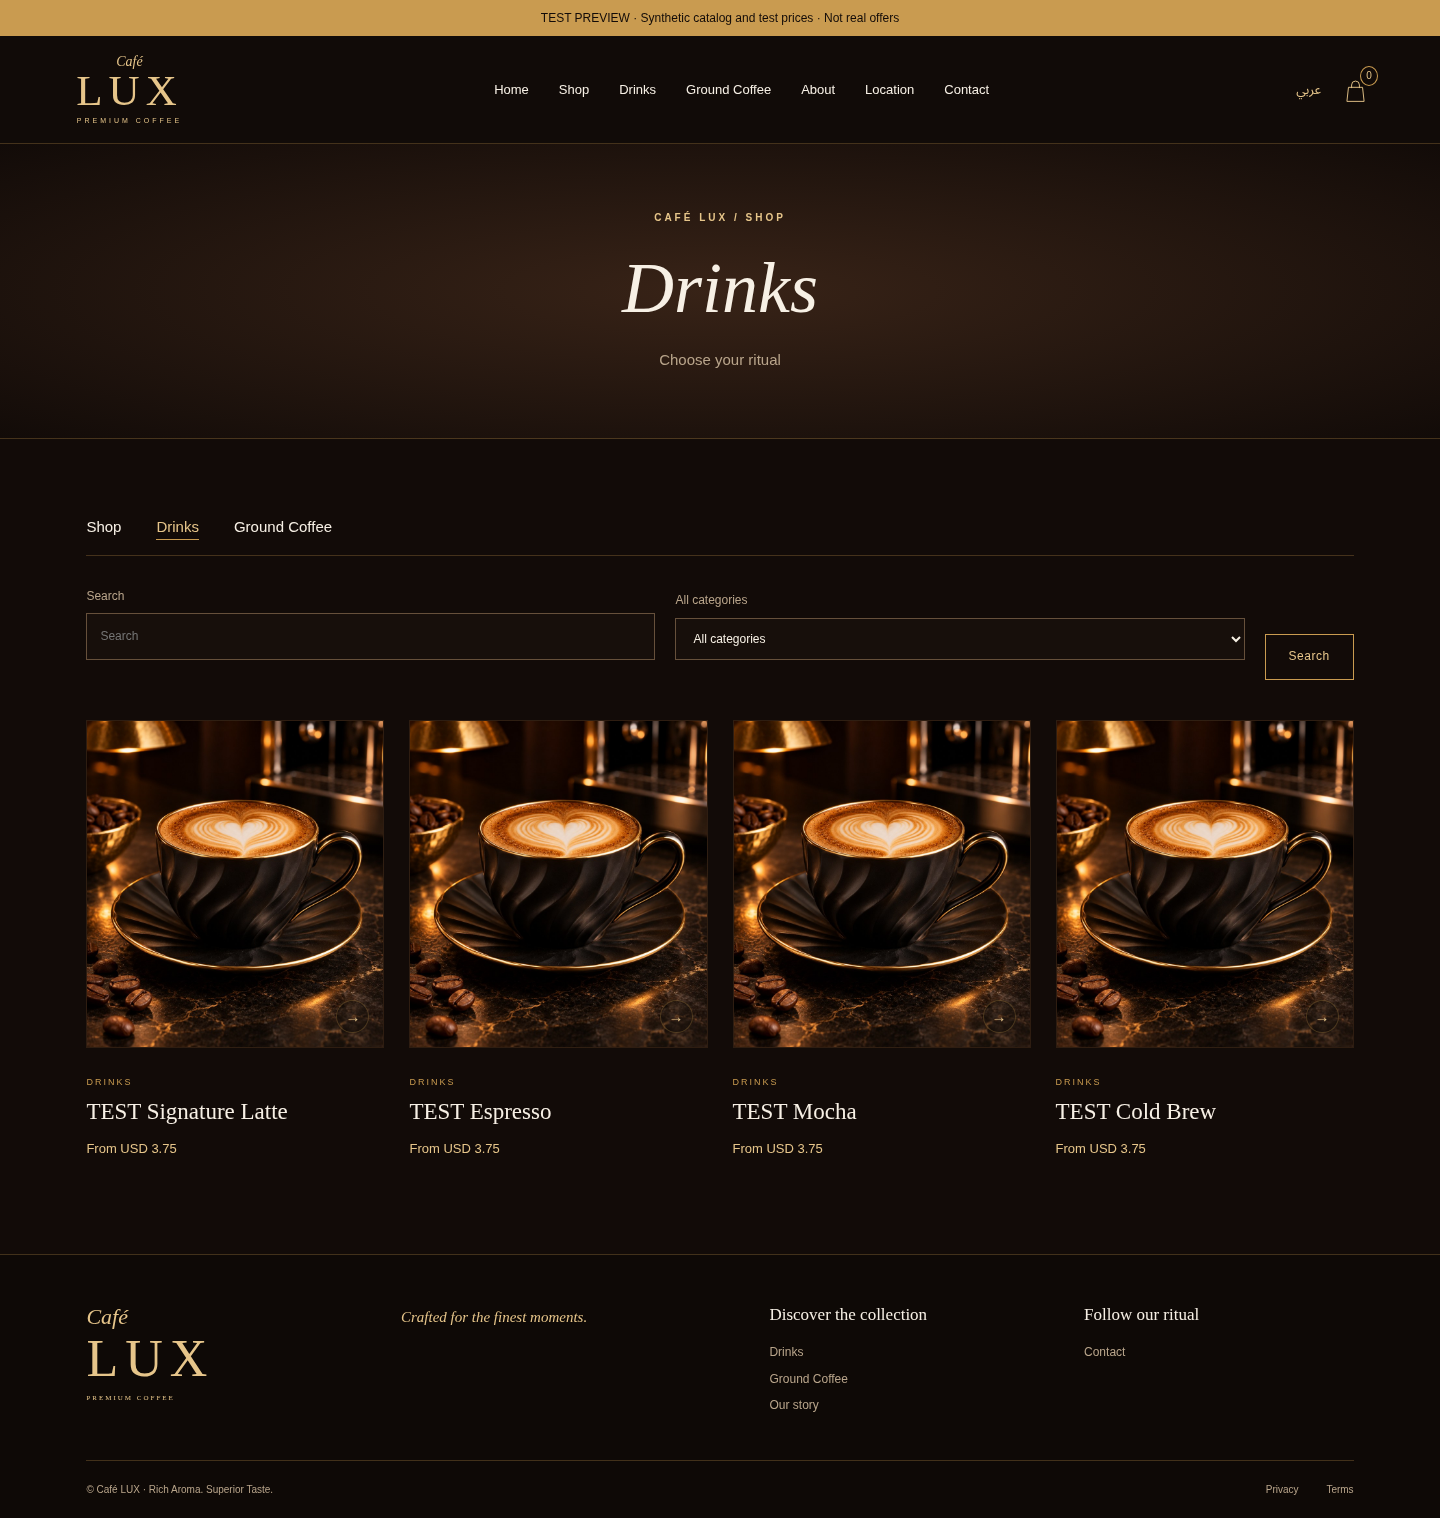 TEST PREVIEW · Synthetic catalog and test prices · Not real offers
Café
LUX
PREMIUM COFFEE
Home Shop Drinks Ground Coffee About Location Contact
عربي
0
CAFÉ LUX / SHOP
Drinks
Choose your ritual
Shop Drinks Ground Coffee
Search
All categories
Search
All categories
Search
DRINKS DRINKS DRINKS DRINKS
TEST Signature Latte TEST Espresso TEST Mocha TEST Cold Brew
From USD 3.75 From USD 3.75 From USD 3.75 From USD 3.75
Café
LUX
PREMIUM COFFEE
Crafted for the finest moments.
Discover the collection
Drinks
Ground Coffee
Our story
Follow our ritual
Contact
© Café LUX · Rich Aroma. Superior Taste.
Privacy Terms